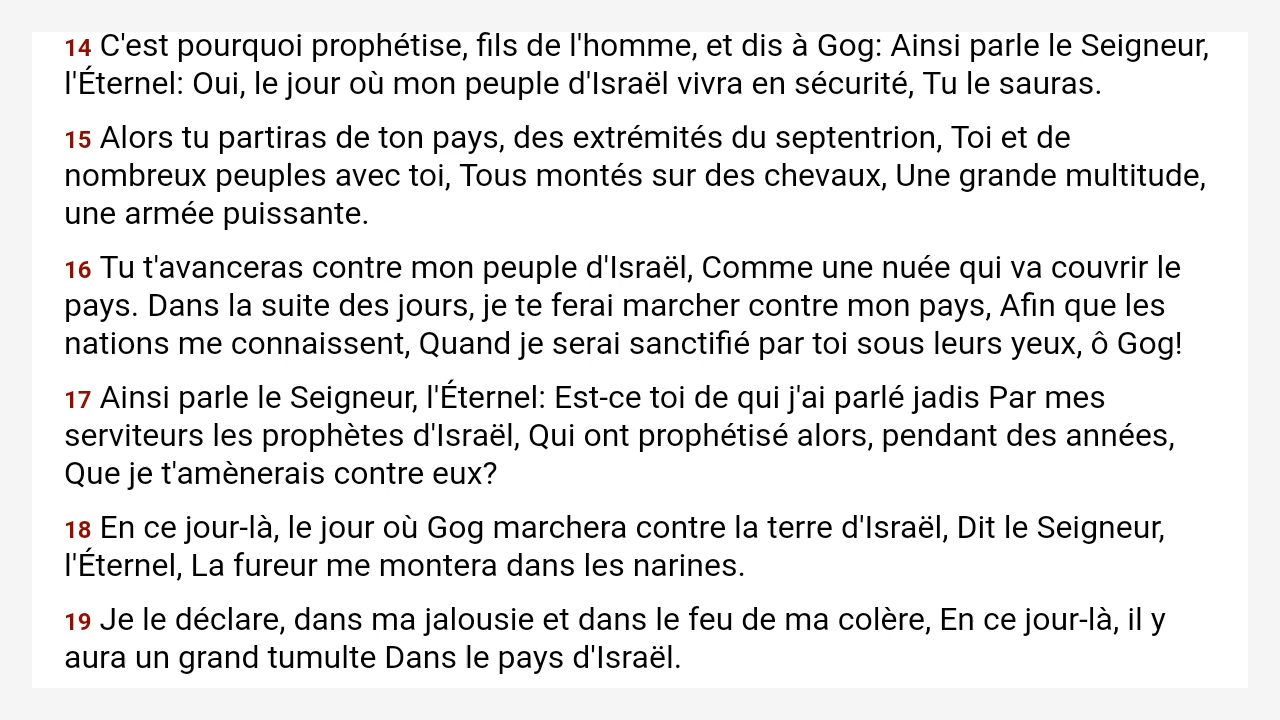 14 C'est pourquoi prophétise, fils de l'homme, et dis à Gog: Ainsi parle le Seigneur,
l'Éternel: Oui, le jour où mon peuple d'Israël vivra en sécurité, Tu le sauras.
15 Alors tu partiras de ton pays, des extrémités du septentrion, Toi et de
nombreux peuples avec toi, Tous montés sur des chevaux, Une grande multitude,
une armée puissante.
16 Tu t'avanceras contre mon peuple d'Israël, Comme une nuée qui va couvrir le
pays. Dans la suite des jours, je te ferai marcher contre mon pays, Afin que les
nations me connaissent, Quand je serai sanctifié par toi sous leurs yeux, ô Gog!
17 Ainsi parle le Seigneur, l'Éternel: Est-ce toi de qui j'ai parlé jadis Par mes
serviteurs les prophètes d'Israël, Qui ont prophétisé alors, pendant des années,
Que je t'amènerais contre eux?
18 En ce jour-là, le jour où Gog marchera contre la terre d'Israël, Dit le Seigneur,
l'Éternel, La fureur me montera dans les narines.
19 Je le déclare, dans ma jalousie et dans le feu de ma colère, En ce jour-là, il y
aura un grand tumulte Dans le pays d'Israël.